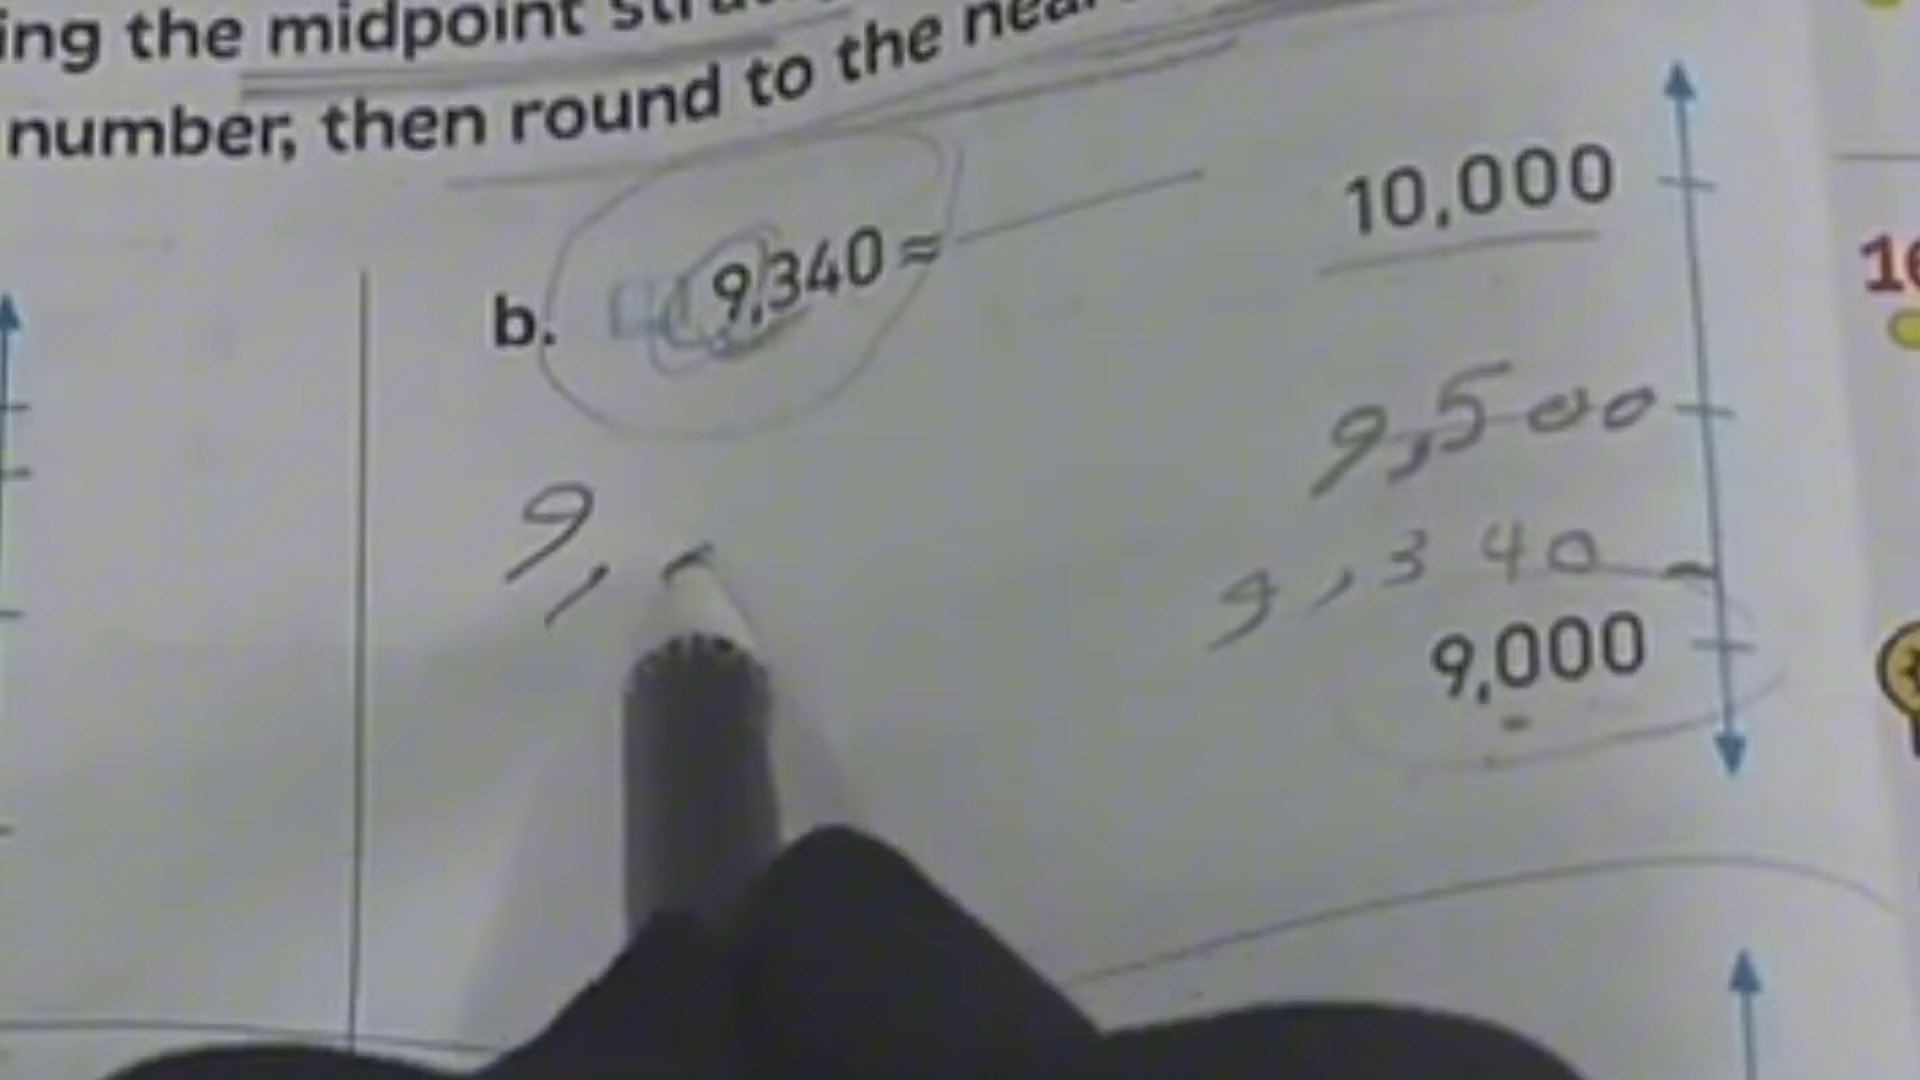 ing the midpoint
number, then round to the
b. 9,340 ≈
10,000
9,500
9,340
9,000
9,